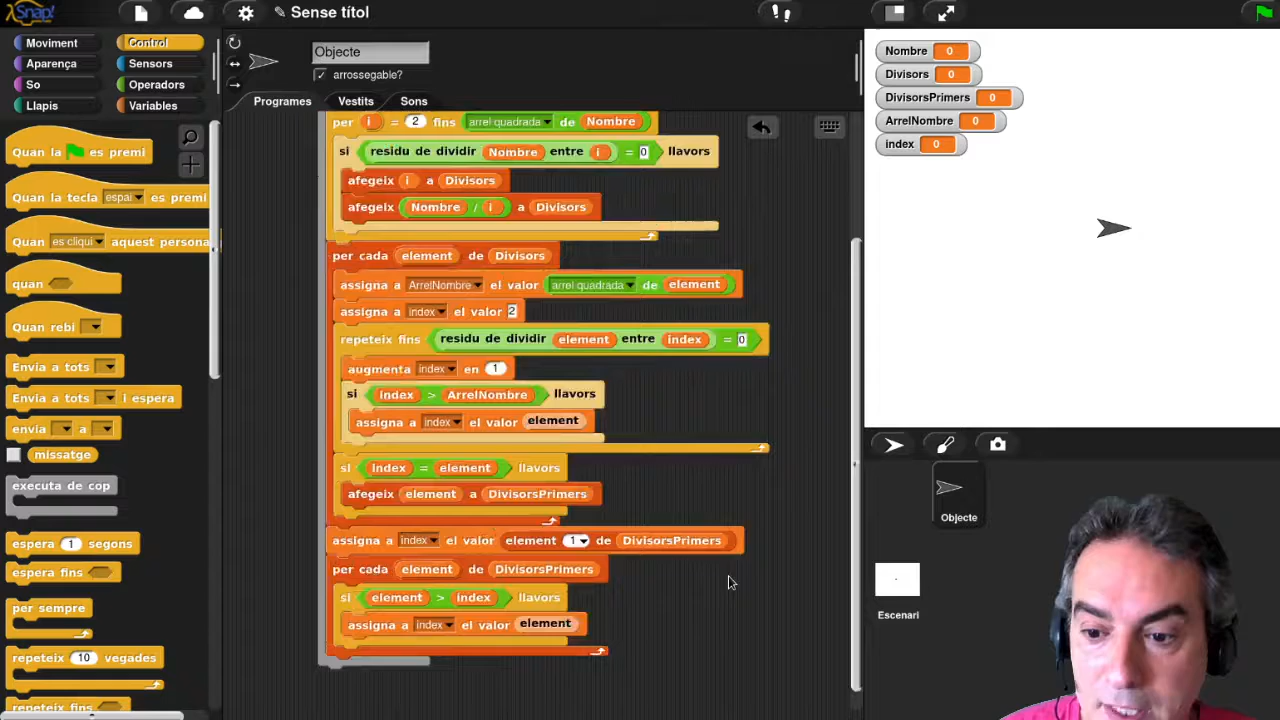 λSnap!
Sense títol
Moviment
Control
Aparença
Sensors
So
Operadors
Llapis
Variables
Quan la es premi
Quan la tecla espai es premi
Quan es cliqui aquest persona
quan
Quan rebi
Envia a tots
Envia a tots i espera
envia a
missatge
executa de cop
espera 1 segons
espera fins
per sempre
repeteix 10 vegades
repeteix fins
Objecte
arrossegable?
Programes
Vestits
Sons
per i = 2 fins arrel quadrada de Nombre
si residu de dividir Nombre entre i = 0 llavors
afegeix i a Divisors
afegeix Nombre / i a Divisors
per cada element de Divisors
assigna a ArrelNombre el valor arrel quadrada de element
assigna a index el valor 2
repeteix fins residu de dividir element entre index = 0
augmenta index en 1
si index > ArrelNombre llavors
assigna a index el valor element
si index = element llavors
afegeix element a DivisorsPrimers
assigna a index el valor element 1 de DivisorsPrimers
per cada element de DivisorsPrimers
si element > index llavors
assigna a index el valor element
Nombre 0
Divisors 0
DivisorsPrimers 0
ArrelNombre 0
index 0
Objecte
Escenari